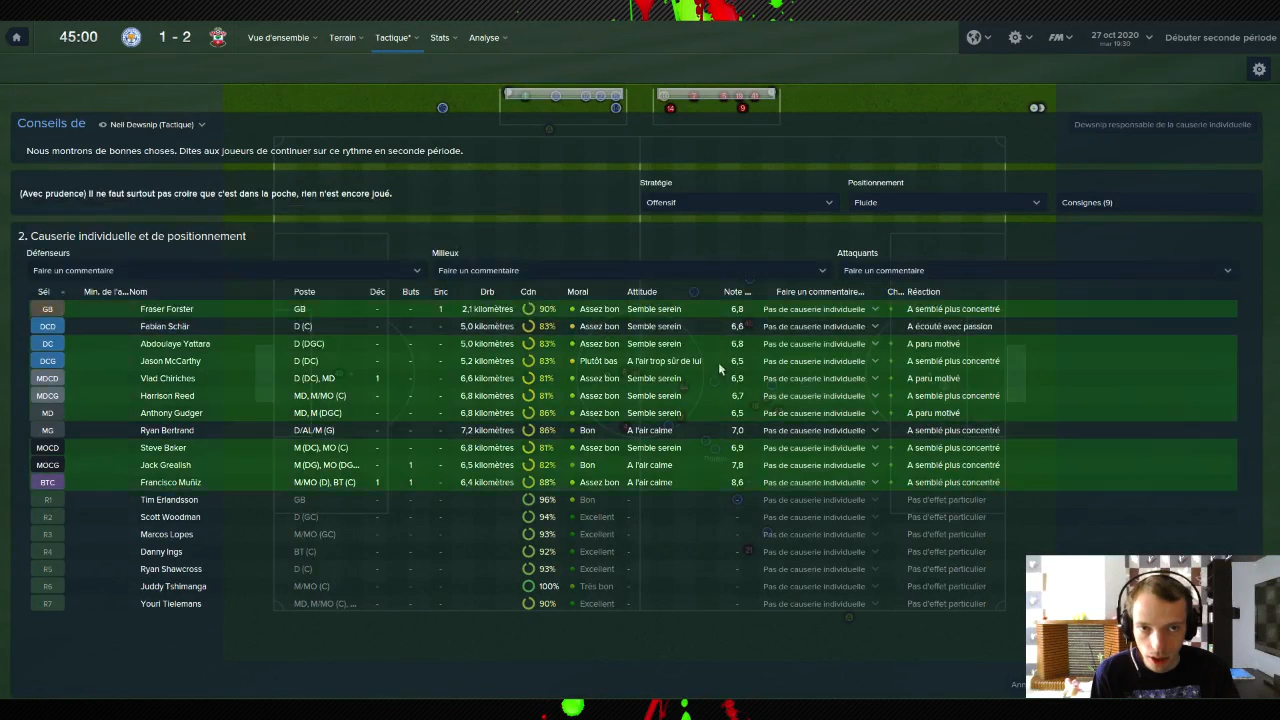 45:00 1 - 2 Vue d'ensemble Terrain Tactique* Stats Analyse FM 27 oct 2020 mar 19:30 Débuter seconde période
14 9
Conseils de Neil Dewsnip (Tactique) Dewsnip responsable de la causerie individuelle
Nous montrons de bonnes choses. Dites aux joueurs de continuer sur ce rythme en seconde période.
(Avec prudence) Il ne faut surtout pas croire que c'est dans la poche, rien n'est encore joué.
Stratégie Positionnement
Offensif Fluide Consignes (9)
2. Causerie individuelle et de positionnement
Défenseurs Milieux Attaquants
Faire un commentaire Faire un commentaire Faire un commentaire
Sél Min. de l'a... Nom Poste Déc Buts Enc Drb Cdn Moral Attitude Note ... Faire un commentaire... Ch... Réaction
GB Fraser Forster GB - - 1 2,1 kilomètres 90% Assez bon Semble serein 6,8 Pas de causerie individuelle A semblé plus concentré
DCD Fabian Schär D (C) - - - 5,0 kilomètres 83% Assez bon Semble serein 6,6 Pas de causerie individuelle A écouté avec passion
DC Abdoulaye Yattara D (DGC) - - - 5,0 kilomètres 83% Assez bon Semble serein 6,8 Pas de causerie individuelle A paru motivé
DCG Jason McCarthy D (DC) - - - 5,2 kilomètres 83% Plutôt bas A l'air trop sûr de lui 6,5 Pas de causerie individuelle A semblé plus concentré
MDCD Vlad Chiriches D (DC), MD 1 - - 6,6 kilomètres 81% Assez bon Semble serein 6,9 Pas de causerie individuelle A paru motivé
MDCG Harrison Reed MD, M/MO (C) - - - 6,8 kilomètres 81% Assez bon Semble serein 6,7 Pas de causerie individuelle A semblé plus concentré
MD Anthony Gudger MD, M (DGC) - - - 6,8 kilomètres 86% Assez bon Semble serein 6,5 Pas de causerie individuelle A paru motivé
MG Ryan Bertrand D/AL/M (G) - - - 7,2 kilomètres 86% Bon A l'air calme 7,0 Pas de causerie individuelle A semblé plus concentré
MOCD Steve Baker M (DC), MO (C) - - - 6,8 kilomètres 81% Assez bon Semble serein 6,9 Pas de causerie individuelle A semblé plus concentré
MOCG Jack Grealish M (DG), MO (DG... - 1 - 6,5 kilomètres 82% Bon A l'air calme 7,8 Pas de causerie individuelle A semblé plus concentré
BTC Francisco Muñiz M/MO (D), BT (C) 1 1 - 6,4 kilomètres 88% Assez bon A l'air calme 8,6 Pas de causerie individuelle A semblé plus concentré
R1 Tim Erlandsson GB 96% Bon - - Pas de causerie individuelle Pas d'effet particulier
R2 Scott Woodman D (GC) 94% Excellent - - Pas de causerie individuelle Pas d'effet particulier
R3 Marcos Lopes M/MO (GC) 93% Excellent - - Pas de causerie individuelle Pas d'effet particulier
R4 Danny Ings BT (C) 92% Excellent - - Pas de causerie individuelle Pas d'effet particulier
R5 Ryan Shawcross D (C) 93% Excellent - - Pas de causerie individuelle Pas d'effet particulier
R6 Juddy Tshimanga M/MO (C) 100% Très bon - - Pas de causerie individuelle Pas d'effet particulier
R7 Youri Tielemans MD, M/MO (C), ... 90% Excellent - - Pas de causerie individuelle Pas d'effet particulier